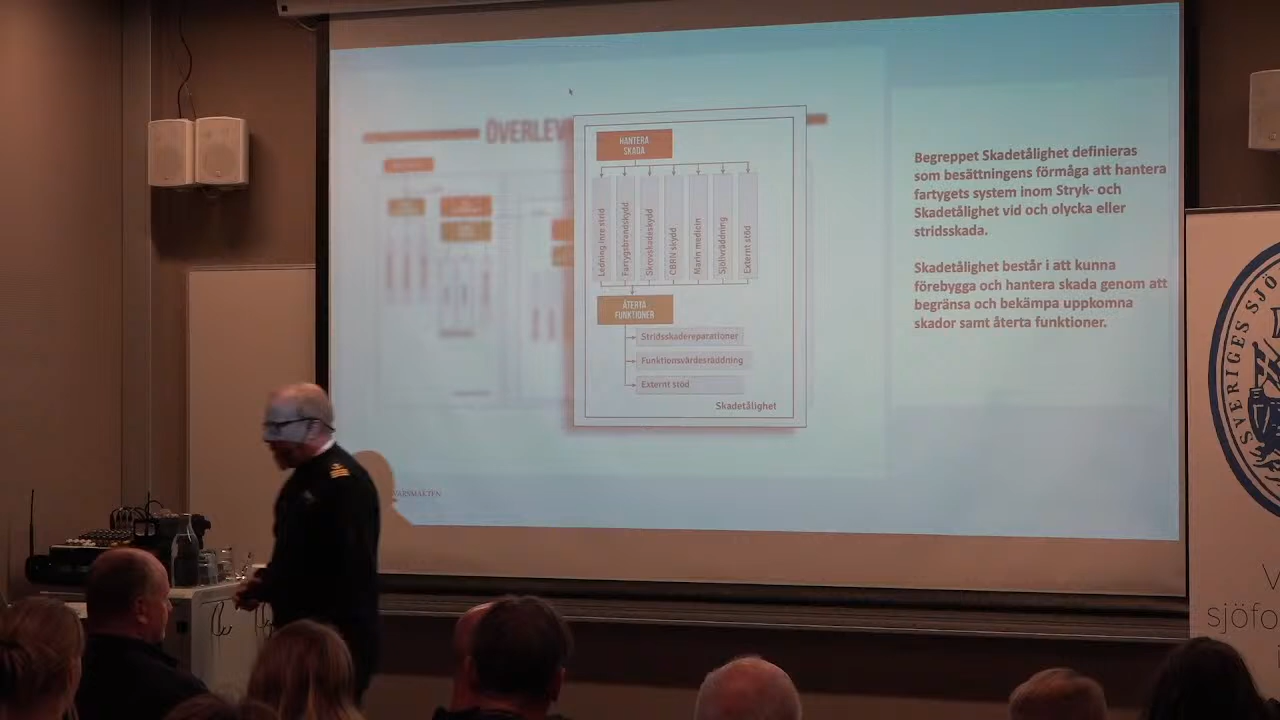 ÖVERLEV
HANTERA
SKADA
Ledning inre strid
Fartygsbrandskydd
Skrovskadeskydd
CBRN skydd
Marin medicin
Sjölivräddning
Externt stöd
ÅTERTA
FUNKTIONER
Stridsskadereparationer
Funktionsvärdesräddning
Externt stöd
Skadetålighet
Begreppet Skadetålighet definieras
som besättningens förmåga att hantera
fartygets system inom Stryk- och
Skadetålighet vid och olycka eller
stridsskada.
Skadetålighet består i att kunna
förebygga och hantera skada genom att
begränsa och bekämpa uppkomna
skador samt återta funktioner.
VARSMAKTEN
SVERIGES SJÖ
V
sjöfo